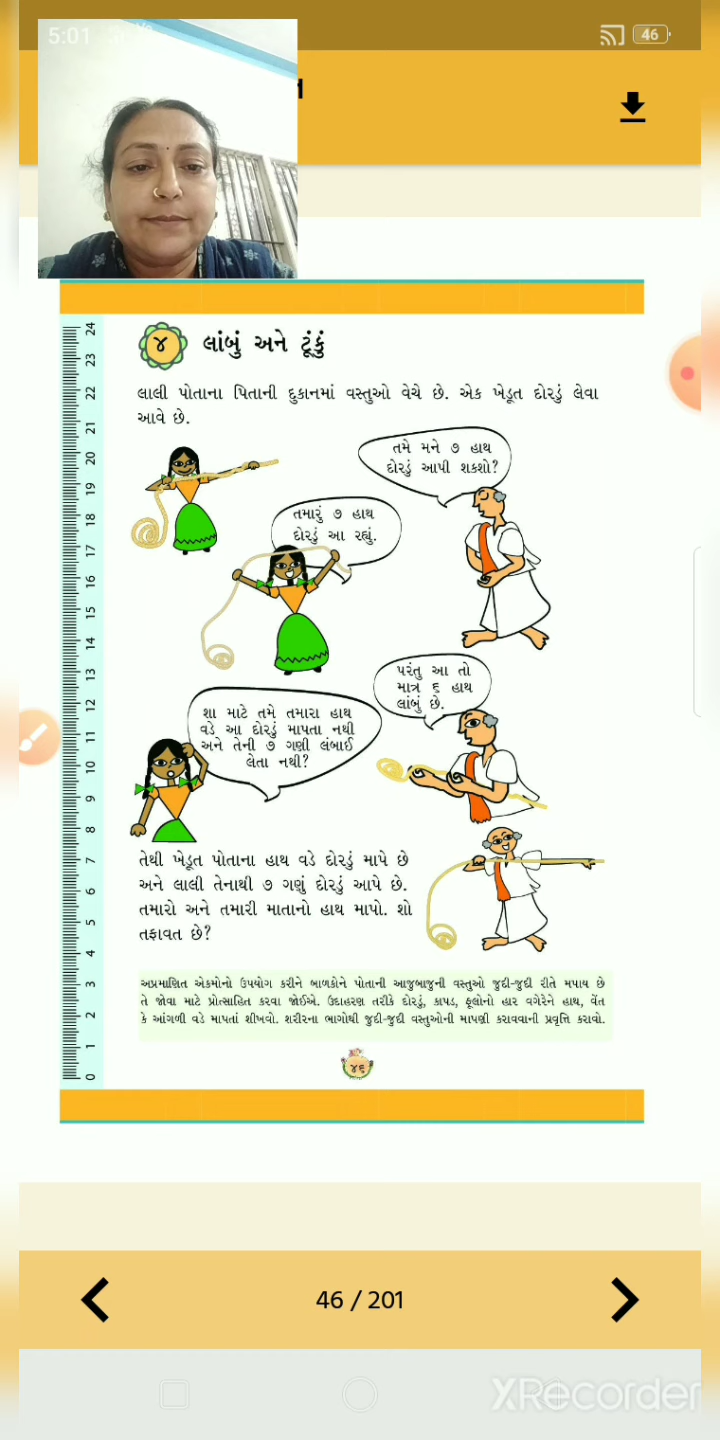 5:01
46
૪ લાંબું અને ટૂંકું
લાલી પોતાના પિતાની દુકાનમાં વસ્તુઓ વેચે છે. એક ખેડૂત દોરડું લેવા
આવે છે.
તમે મને ૭ હાથ
દોરડું આપી શકશો?
તમારું ૭ હાથ
દોરડું આ રહ્યું.
પરંતુ આ તો
માત્ર ૬ હાથ
લાંબું છે.
શા માટે તમે તમારા હાથ
વડે આ દોરડું માપતા નથી
અને તેની ૭ ગણી લંબાઈ
લેતા નથી?
તેથી ખેડૂત પોતાના હાથ વડે દોરડું માપે છે
અને લાલી તેનાથી ૭ ગણું દોરડું આપે છે.
તમારો અને તમારી માતાનો હાથ માપો. શો
તફાવત છે?
અપ્રમાણિત એકમોનો ઉપયોગ કરીને બાળકોને પોતાની આજુબાજુની વસ્તુઓ જુદી-જુદી રીતે મપાય છે
તે જોવા માટે પ્રોત્સાહિત કરવા જોઈએ. ઉદાહરણ તરીકે દોરડું, કાપડ, ફૂલોનો હાર વગેરેને હાથ, વેંત
કે આંગળી વડે માપતાં શીખવો. શરીરના ભાગોથી જુદી-જુદી વસ્તુઓની માપણી કરાવવાની પ્રવૃત્તિ કરાવો.
૪૬
24
23
22
21
20
19
18
17
16
15
14
13
12
11
10
9
8
7
6
5
4
3
2
1
0
46 / 201
XRecorder